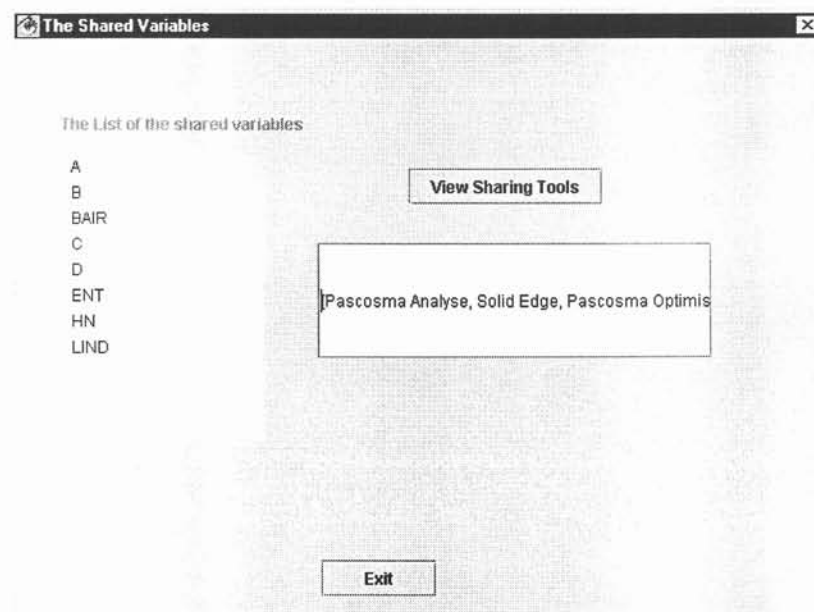 The Shared Variables
The List of the shared variables
A
B
BAIR
C
D
ENT
HN
LIND
View Sharing Tools
[Pascosma Analyse, Solid Edge, Pascosma Optimis
Exit